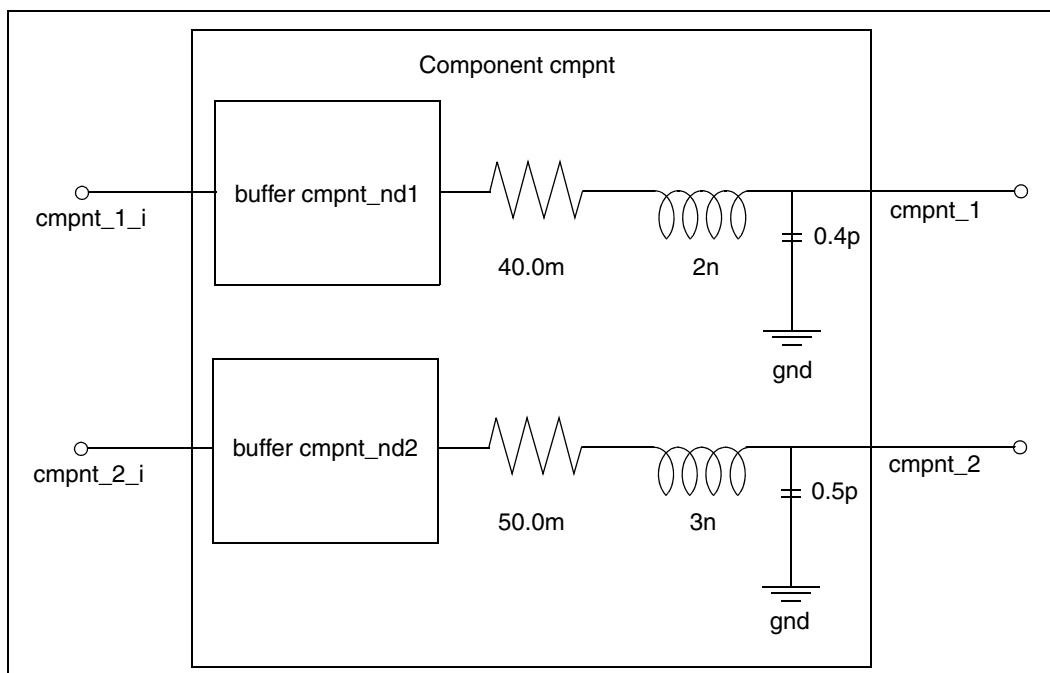 Component cmpnt
buffer cmpnt_nd1
cmpnt_1_i
cmpnt_1
0.4p
40.0m
2n
gnd
buffer cmpnt_nd2
cmpnt_2_i
cmpnt_2
0.5p
50.0m
3n
gnd